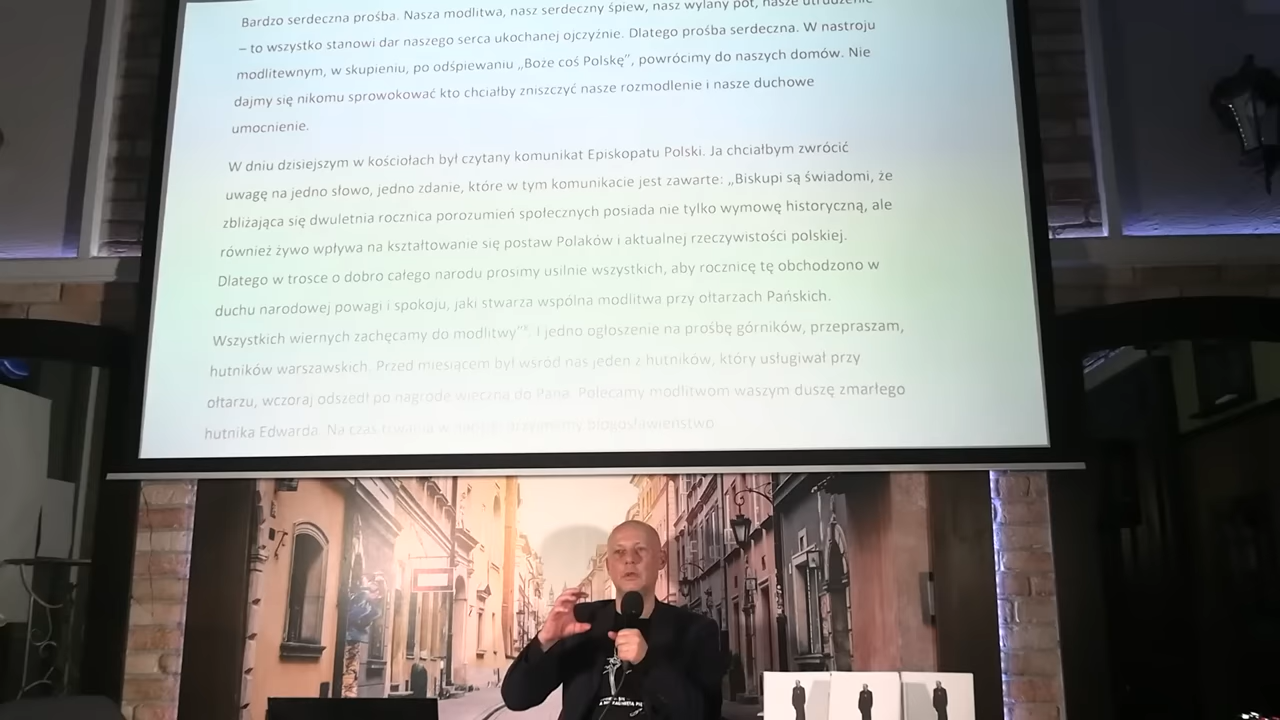 Bardzo serdeczna prośba. Nasza modlitwa, nasz serdeczny śpiew, nasz wylany pot, nasze utrudzenie
– to wszystko stanowi dar naszego serca ukochanej ojczyźnie. Dlatego prośba serdeczna. W nastroju
modlitewnym, w skupieniu, po odśpiewaniu „Boże coś Polskę”, powrócimy do naszych domów. Nie
dajmy się nikomu sprowokować kto chciałby zniszczyć nasze rozmodlenie i nasze duchowe
umocnienie.
W dniu dzisiejszym w kościołach był czytany komunikat Episkopatu Polski. Ja chciałbym zwrócić
uwagę na jedno słowo, jedno zdanie, które w tym komunikacie jest zawarte: „Biskupi są świadomi, że
zbliżająca się dwuletnia rocznica porozumień społecznych posiada nie tylko wymowę historyczną, ale
również żywo wpływa na kształtowanie się postaw Polaków i aktualnej rzeczywistości polskiej.
Dlatego w trosce o dobro całego narodu prosimy usilnie wszystkich, aby rocznicę tę obchodzono w
duchu narodowej powagi i spokoju, jaki stwarza wspólna modlitwa przy ołtarzach Pańskich.
Wszystkich wiernych zachęcamy do modlitwy”. I jedno ogłoszenie na prośbę górników, przepraszam,
hutników warszawskich. Przed miesiącem był wśród nas jeden z hutników, który usługiwał przy
ołtarzu, wczoraj odszedł po nagrodę wieczną do Pana. Polecamy modlitwom waszym duszę zmarłego
hutnika Edwarda. Na czas trwania w przyjmijmy błogosławieństwo.